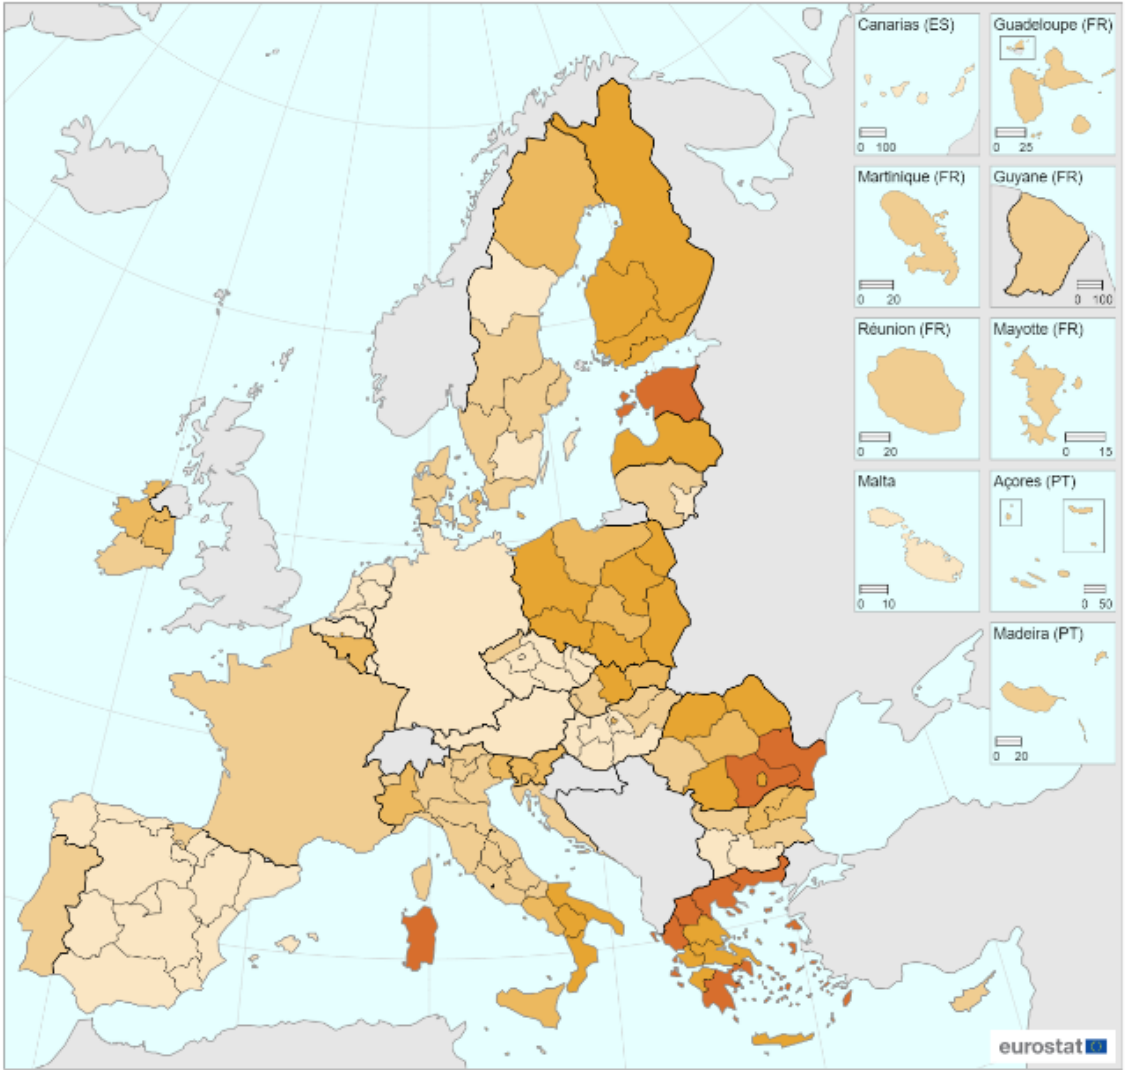 Canarias (ES)
0 100
Guadeloupe (FR)
0 25
Martinique (FR)
0 20
Guyane (FR)
0 100
Réunion (FR)
0 20
Mayotte (FR)
0 15
Malta
0 10
Açores (PT)
0 50
Madeira (PT)
0 20
eurostat